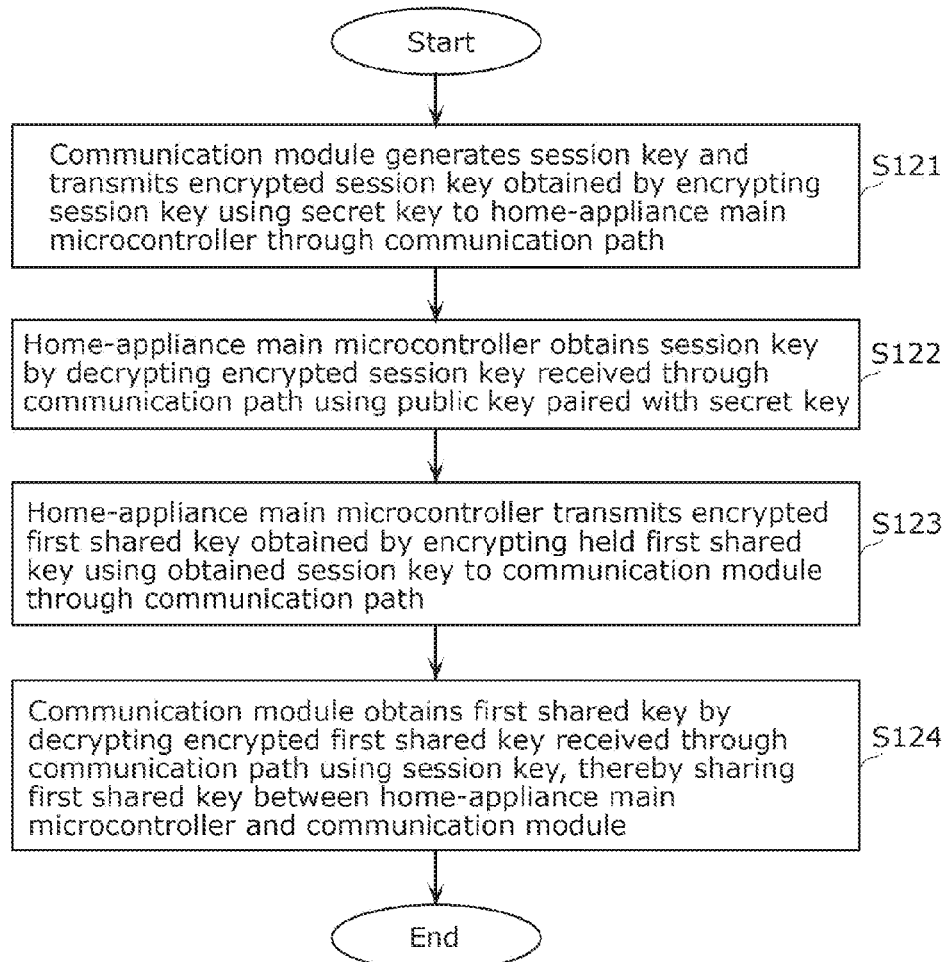 Start
Communication module generates session key and
transmits encrypted session key obtained by encrypting
session key using secret key to home-appliance main
microcontroller through communication path
S121
Home-appliance main microcontroller obtains session key
by decrypting encrypted session key received through
communication path using public key paired with secret key
S122
Home-appliance main microcontroller transmits encrypted
first shared key obtained by encrypting held first shared
key using obtained session key to communication module
through communication path
S123
Communication module obtains first shared key by
decrypting encrypted first shared key received through
communication path using session key, thereby sharing
first shared key between home-appliance main
microcontroller and communication module
S124
End